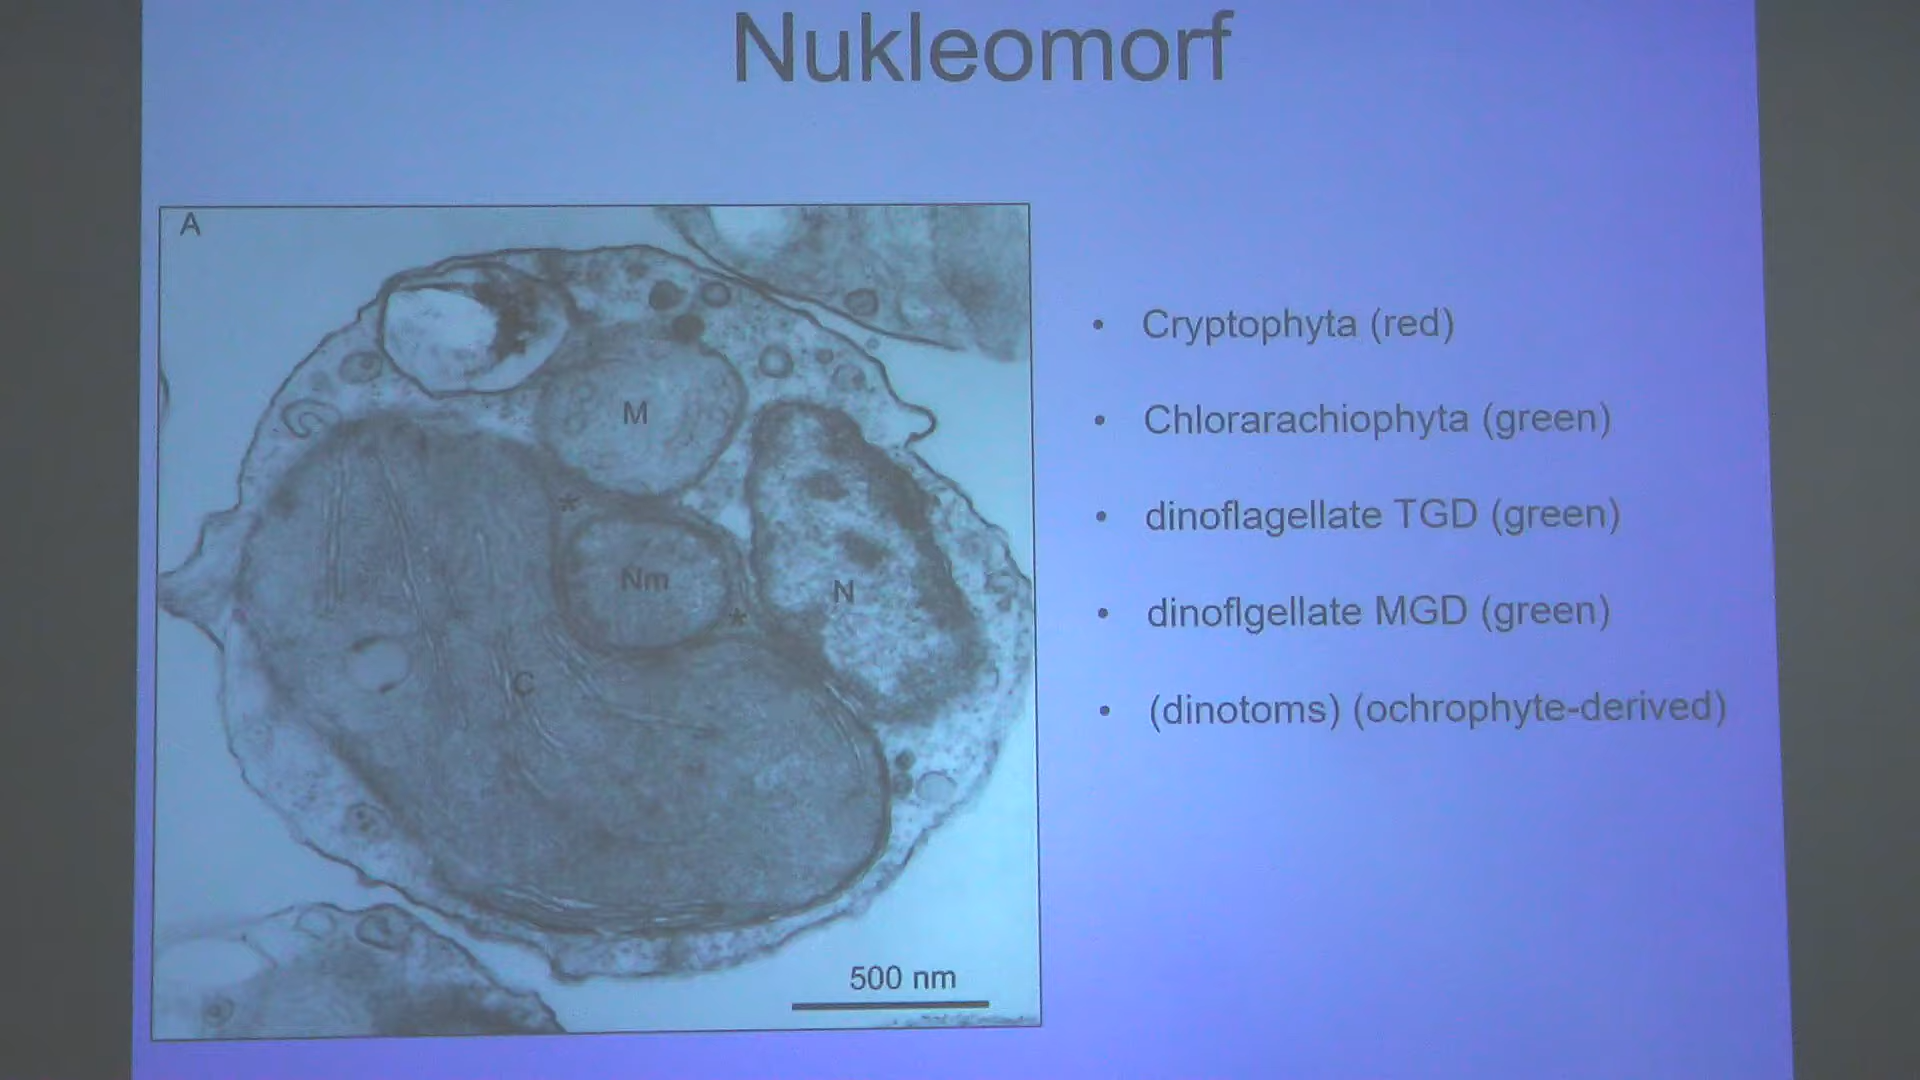 Nukleomorf
A
M
*
Nm
*
N
C
500 nm
• Cryptophyta (red)
• Chlorarachiophyta (green)
• dinoflagellate TGD (green)
• dinoflgellate MGD (green)
• (dinotoms) (ochrophyte-derived)